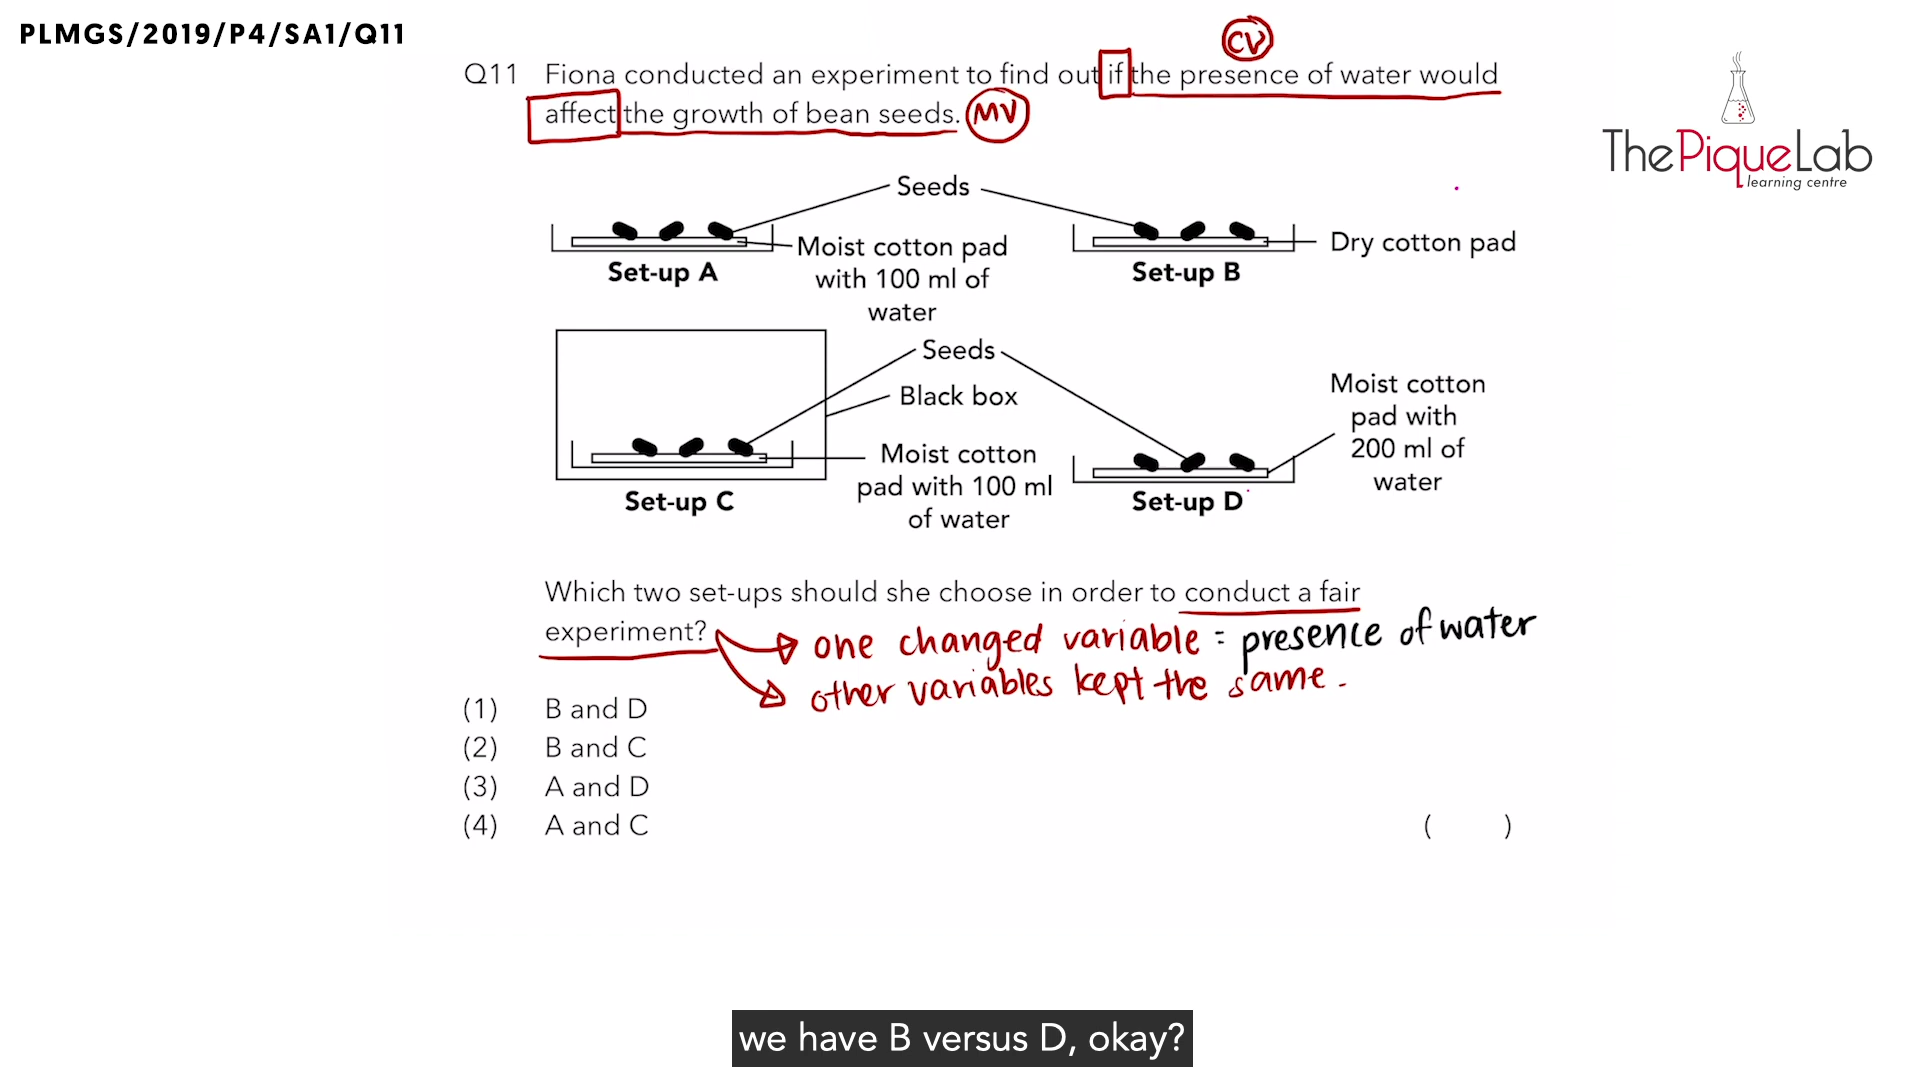 PLMGS/2019/P4/SA1/Q11
CV
Q11 Fiona conducted an experiment to find out if the presence of water would
affect the growth of bean seeds. MV
ThePiqueLab
learning centre
Seeds
Moist cotton pad
with 100 ml of
water
Dry cotton pad
Set-up A
Set-up B
Seeds
Black box
Moist cotton
pad with 100 ml
of water
Moist cotton
pad with
200 ml of
water
Set-up C
Set-up D
Which two set-ups should she choose in order to conduct a fair
experiment?
one changed variable = presence of water
other variables kept the same.
(1) B and D
(2) B and C
(3) A and D
(4) A and C ( )
we have B versus D, okay?